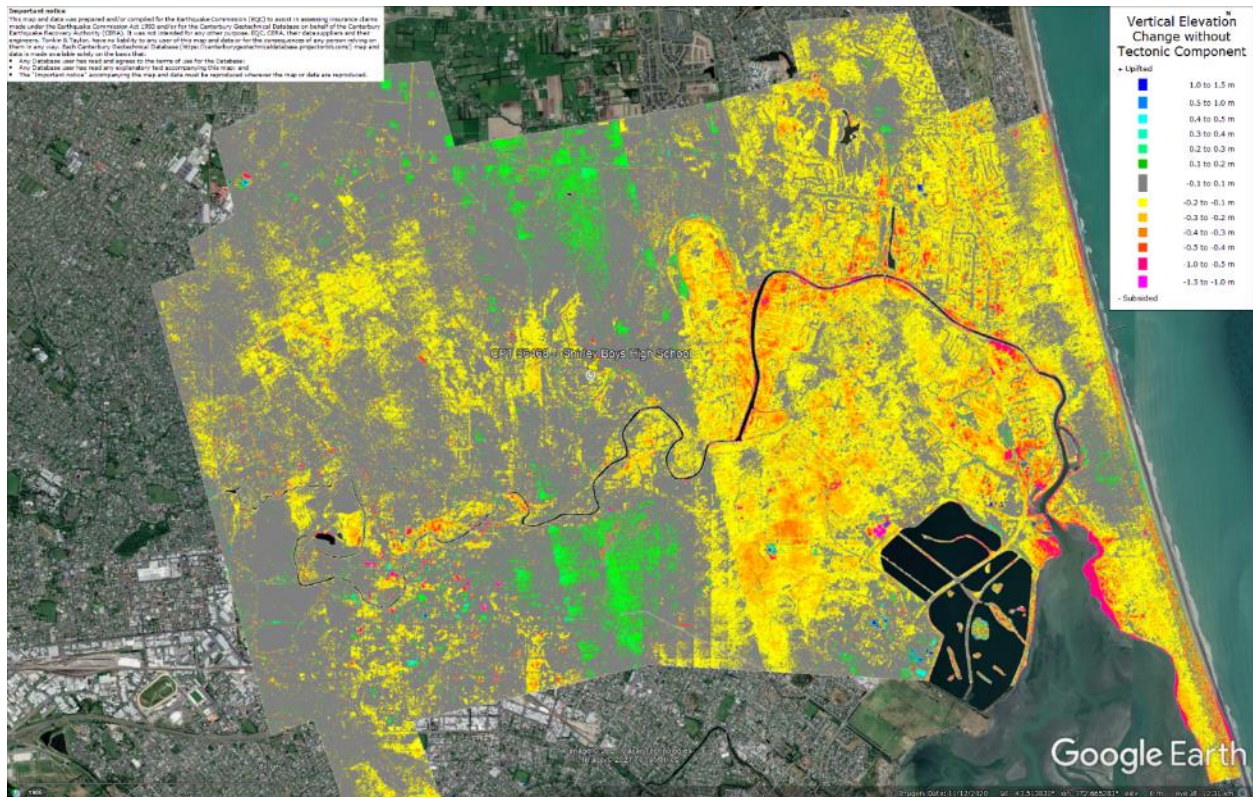 Important notice
This map and data was prepared and/or compiled for the Earthquake Commission (EQC) to assist in assessing insurance claims
made under the Earthquake Commission Act 1993 and/or for the Canterbury Geotechnical Database on behalf of the Canterbury
Earthquake Recovery Authority (CERA). It was not intended for any other purpose. EQC, CERA, their data suppliers and their
engineers, Tonkin & Taylor, have no liability to any user of this map and data or for the consequences of any person relying on
them in any way. Each Canterbury Geotechnical Database (https://canterburygeotechnicaldatabase.projectorbit.com/) map and
data is made available solely on the basis that:
• Any Database user has read and agrees to the terms of use for the Database;
• Any Database user has read any explanatory text accompanying this map; and
• The "Important notice" accompanying the map and data must be reproduced wherever the map or data are reproduced.
Vertical Elevation
Change without
Tectonic Component
+ Uplifted
1.0 to 1.5 m
0.5 to 1.0 m
0.4 to 0.5 m
0.3 to 0.4 m
0.2 to 0.3 m
0.1 to 0.2 m
-0.1 to 0.1 m
-0.2 to -0.1 m
-0.3 to -0.2 m
-0.4 to -0.3 m
-0.5 to -0.4 m
-1.0 to -0.5 m
-1.5 to -1.0 m
- Subsided
Shirley Boys High School
Google Earth
Imagery Date: 11/12/2020